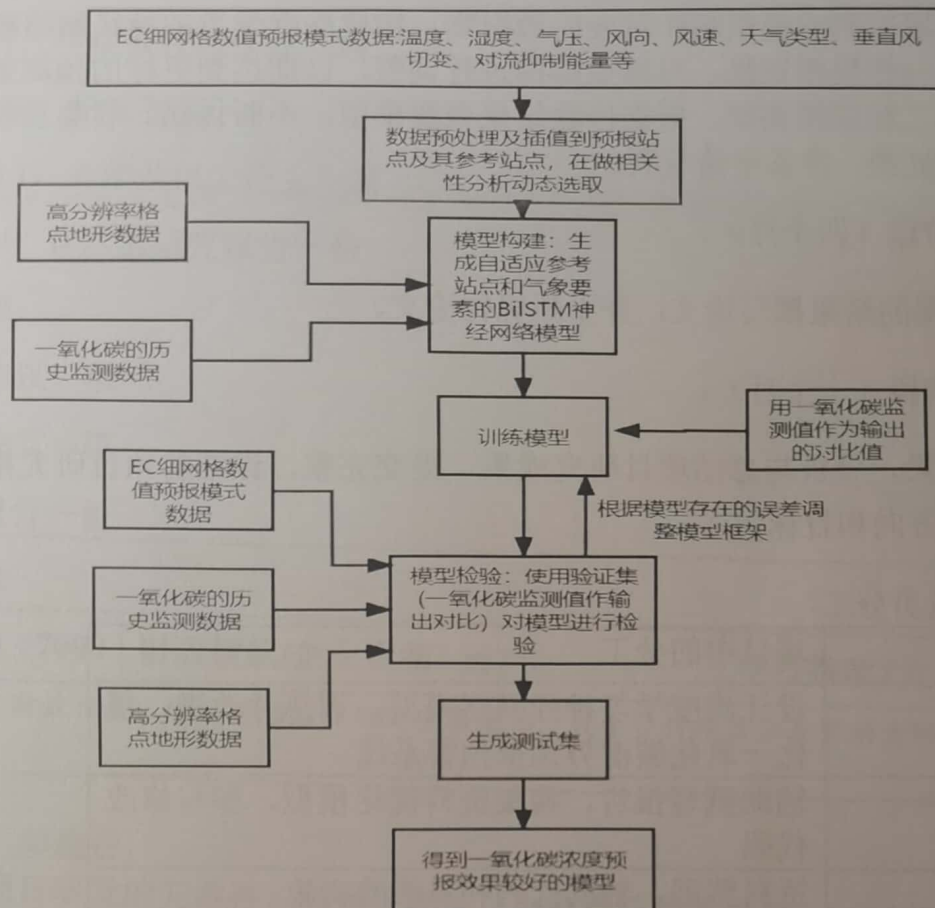 EC细网格数值预报模式数据:温度、湿度、气压、风向、风速、天气类型、垂直风
切变、对流抑制能量等
数据预处理及插值到预报站
点及其参考站点，在做相关
性分析动态选取
高分辨率格
点地形数据
模型构建：生
成自适应参考
站点和气象要
素的BilSTM神
经网络模型
一氧化碳的历
史监测数据
训练模型
用一氧化碳监
测值作为输出
的对比值
EC细网格数
值预报模式
数据
根据模型存在的误差调
整模型框架
模型检验：使用验证集
(一氧化碳监测值作输
出对比）对模型进行检
验
一氧化碳的历
史监测数据
高分辨率格
点地形数据
生成测试集
得到一氧化碳浓度预
报效果较好的模型